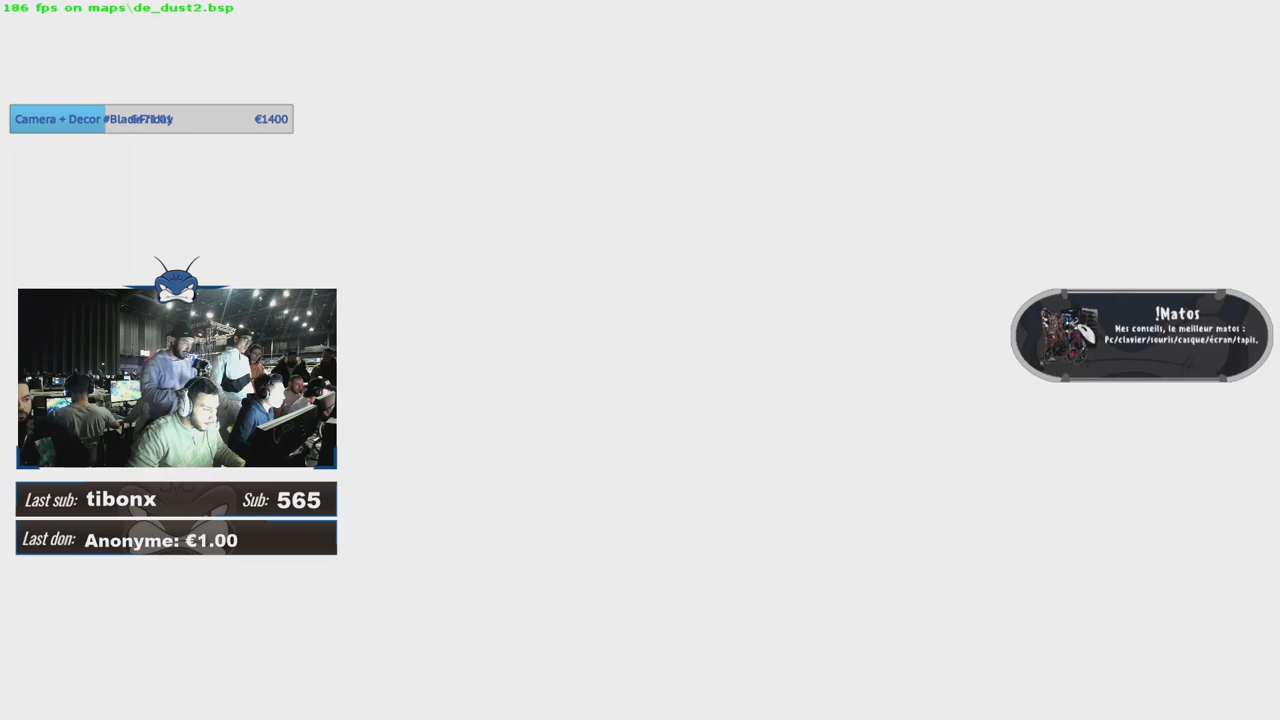 186 fps on maps\de_dust2.bsp
Camera + Decor #BlackFriday €1400
!Matos
Mes conseils, le meilleur matos :
Pc/clavier/souris/casque/écran/tapis.
Last sub: tibonx Sub: 565
Last don: Anonyme: €1.00